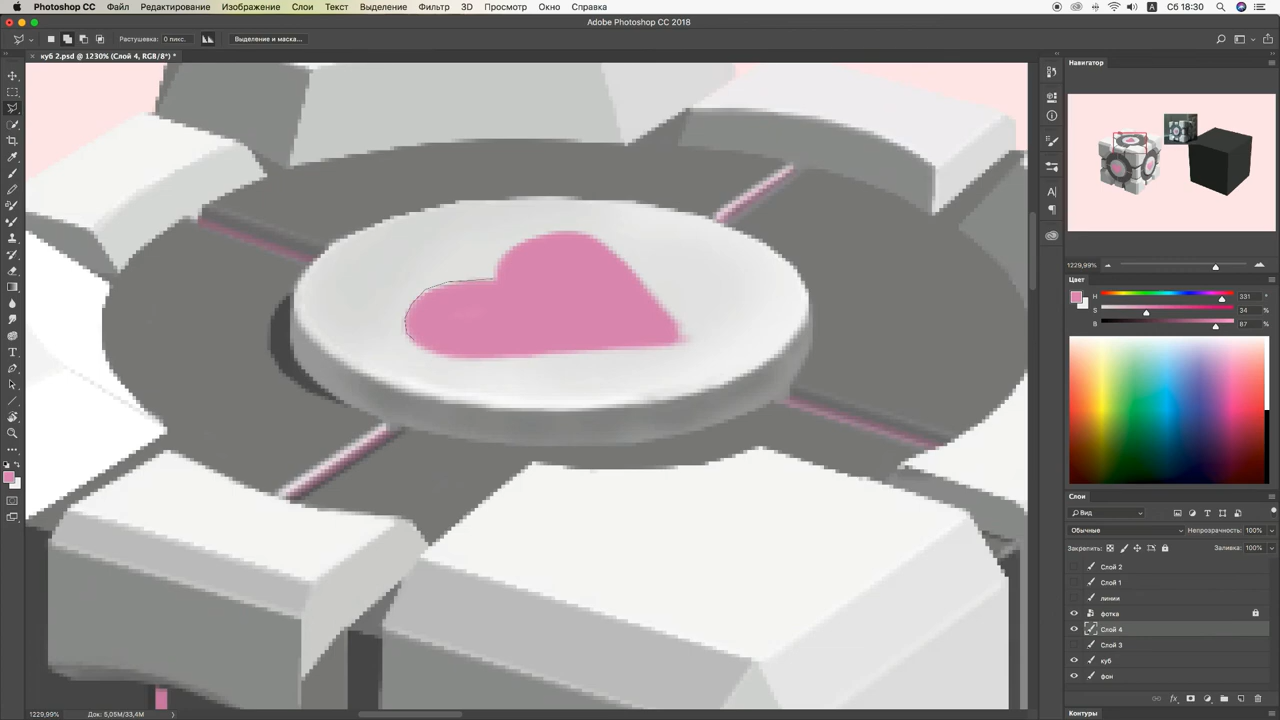 Photoshop CC Файл Редактирование Изображение Слои Текст Выделение Фильтр 3D Просмотр Окно Справка А Сб 18:30
Adobe Photoshop CC 2018
Растушевка: 0 пикс. Выделение и маска...
куб 2.psd @ 1230% (Слой 4, RGB/8*) *
Навигатор
1229,99%
Цвет
H 331 °
S 34 %
B 87 %
Слои
Вид
Обычные Непрозрачность: 100%
Закрепить: Заливка: 100%
Слой 2
Слой 1
линии
фотка
Слой 4
Слой 3
куб
фон
1229,99% Док: 5,05M/33,4M
Контуры